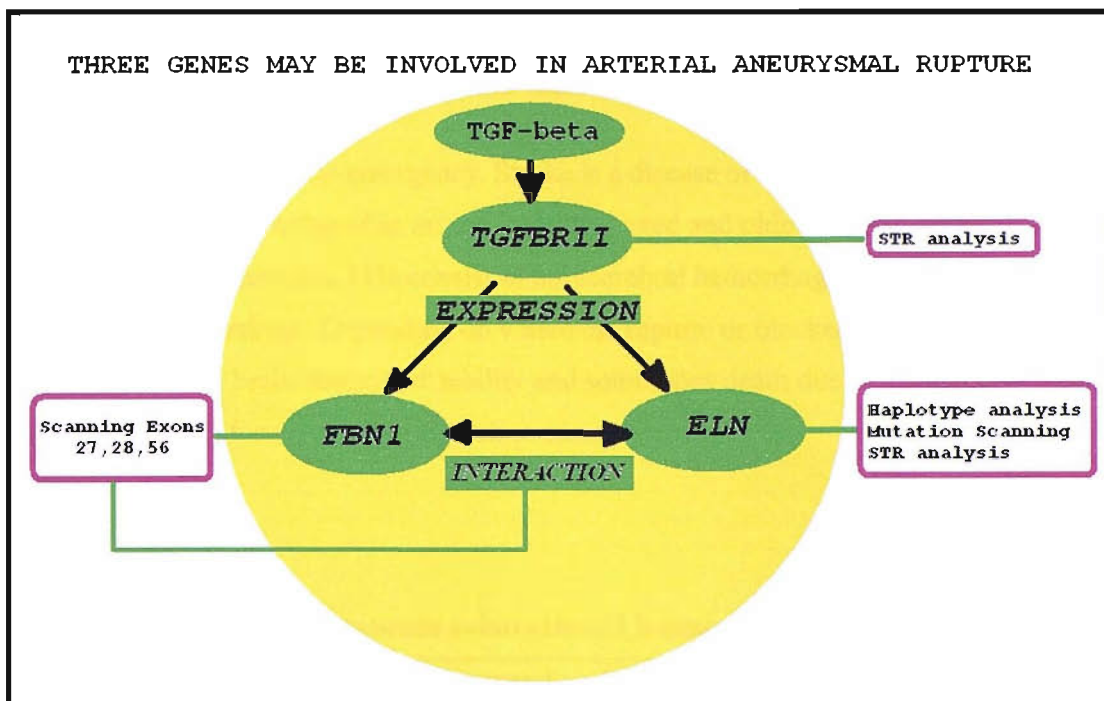 THREE GENES MAY BE INVOLVED IN ARTERIAL ANEURYSMAL RUPTURE
TGF-beta
TGFBRII
STR analysis
EXPRESSION
Scanning Exons
27,28,56
FBN1
ELN
Haplotype analysis
Mutation Scanning
STR analysis
INTERACTION